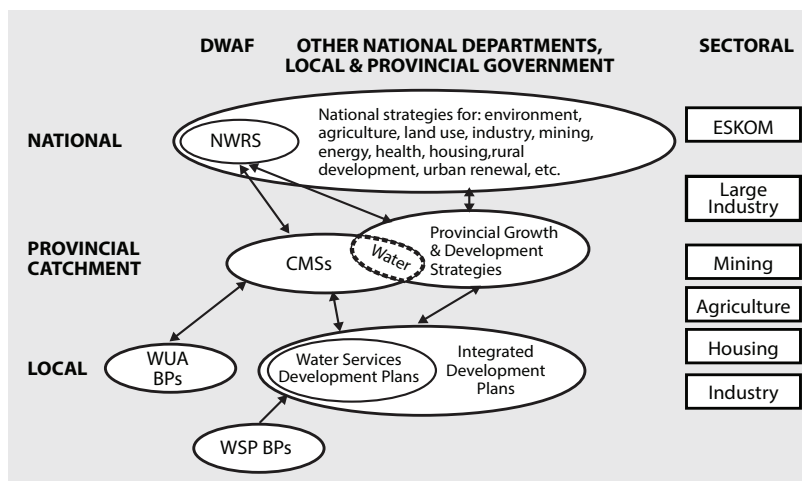 DWAF
OTHER NATIONAL DEPARTMENTS,
LOCAL & PROVINCIAL GOVERNMENT
SECTORAL
NATIONAL
NWRS
National strategies for: environment,
agriculture, land use, industry, mining,
energy, health, housing,rural
development, urban renewal, etc.
ESKOM
Large
Industry
PROVINCIAL
CATCHMENT
CMSs
Water
Provincial Growth
& Development
Strategies
Mining
Agriculture
Housing
Industry
LOCAL
WUA
BPs
Water Services
Development Plans
Integrated
Development
Plans
WSP BPs